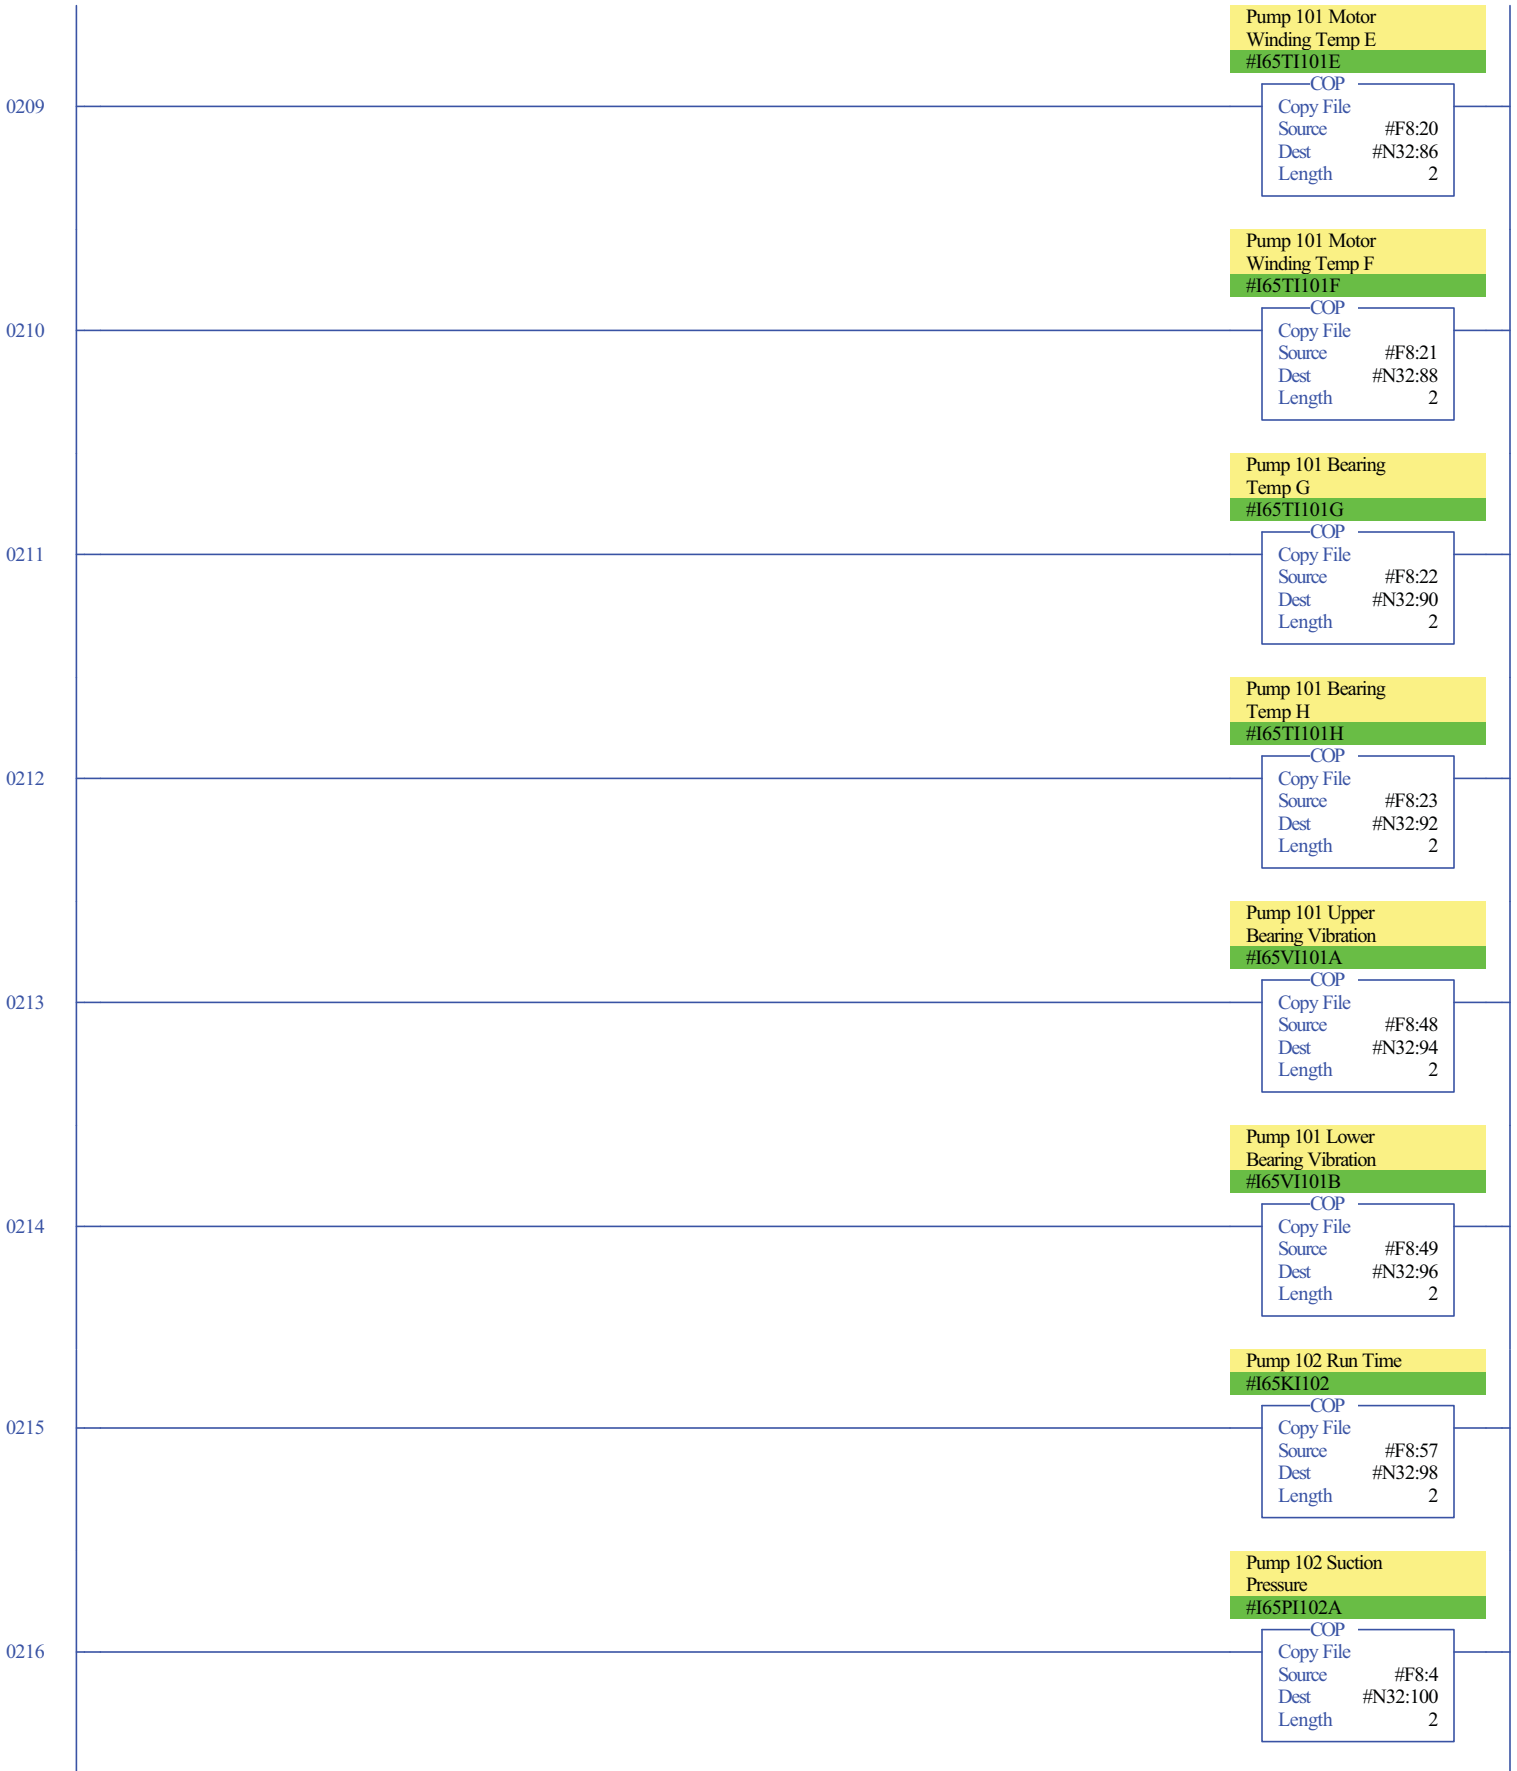 Pump 101 Motor
Winding Temp E
#I65TI101E
COP
0209
Copy File
Source #F8:20
Dest #N32:86
Length 2
Pump 101 Motor
Winding Temp F
#I65TI101F
COP
0210
Copy File
Source #F8:21
Dest #N32:88
Length 2
Pump 101 Bearing
Temp G
#I65TI101G
COP
0211
Copy File
Source #F8:22
Dest #N32:90
Length 2
Pump 101 Bearing
Temp H
#I65TI101H
COP
0212
Copy File
Source #F8:23
Dest #N32:92
Length 2
Pump 101 Upper
Bearing Vibration
#I65VI101A
COP
0213
Copy File
Source #F8:48
Dest #N32:94
Length 2
Pump 101 Lower
Bearing Vibration
#I65VI101B
COP
0214
Copy File
Source #F8:49
Dest #N32:96
Length 2
Pump 102 Run Time
#I65KI102
COP
0215
Copy File
Source #F8:57
Dest #N32:98
Length 2
Pump 102 Suction
Pressure
#I65PI102A
COP
0216
Copy File
Source #F8:4
Dest #N32:100
Length 2